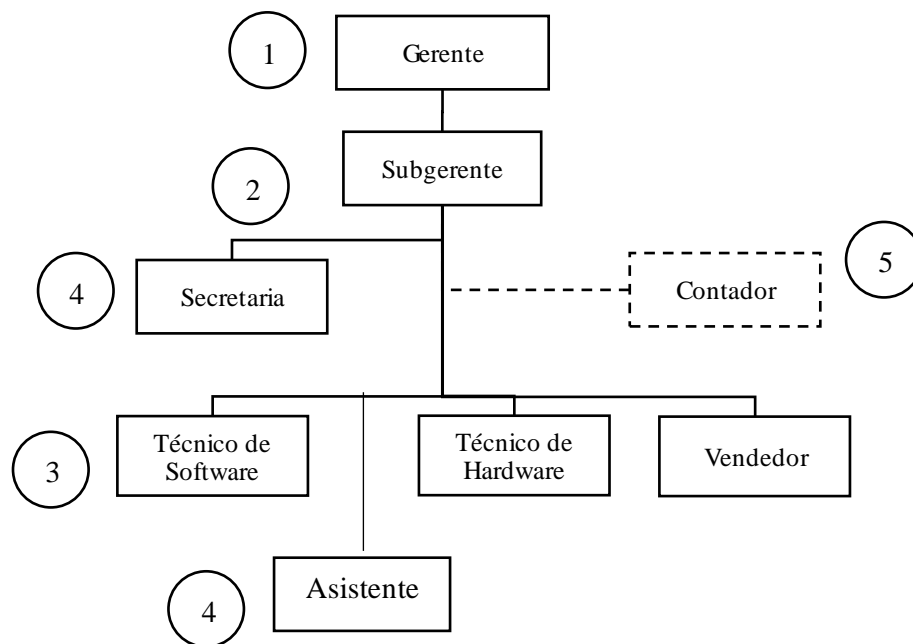 1
Gerente
2
Subgerente
4
Secretaria
Contador
5
3
Técnico de
Software
Técnico de
Hardware
Vendedor
4
Asistente